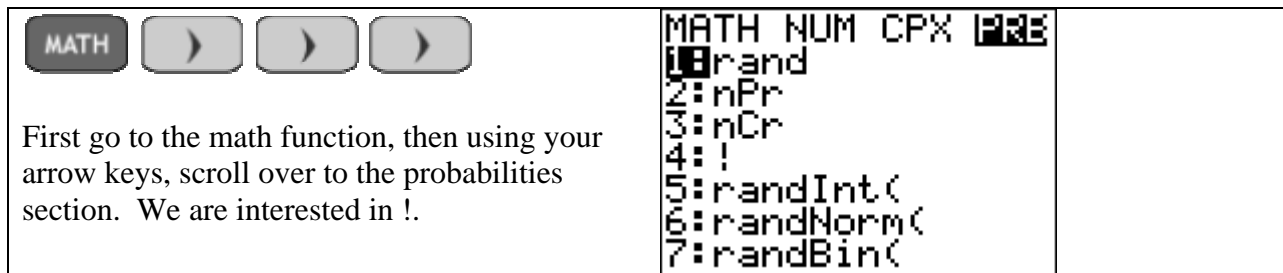 MATH
First go to the math function, then using your
arrow keys, scroll over to the probabilities
section. We are interested in !.
MATH NUM CPX PRB
1:rand
2:nPr
3:nCr
4:!
5:randInt(
6:randNorm(
7:randBin(